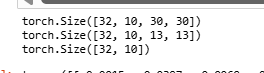 torch.Size([32, 10, 30, 30])
torch.Size([32, 10, 13, 13])
torch.Size([32, 10])